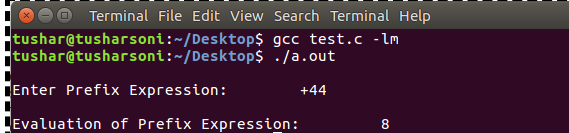 Terminal Terminal File Edit View Search Terminal Help
tushar@tusharsoni:~/Desktop$ gcc test.c -lm
tushar@tusharsoni:~/Desktop$ ./a.out
Enter Prefix Expression: +44
Evaluation of Prefix Expression: 8